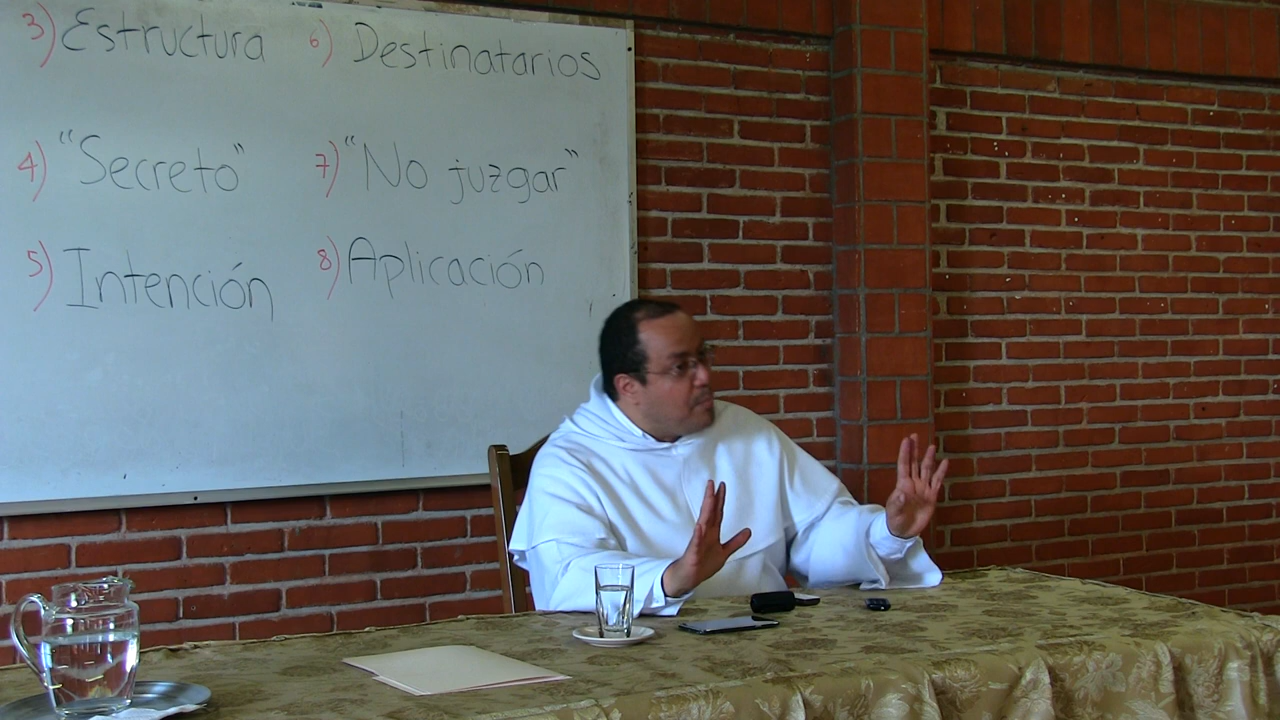 3) Estructura
4) "Secreto"
5) Intención
6) Destinatarios
7) "No juzgar"
8) Aplicación